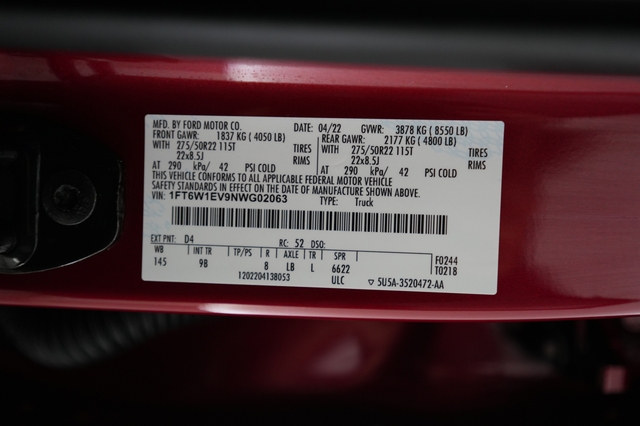 MFD. BY FORD MOTOR CO. 04/22 GVWR: 3878 KG ( 8550 LB)
FRONT GAWR: 1837 KG ( 4050 LB) REAR GAWR: 2177 KG ( 4800 LB)
WITH 275/50R22 115T TIRES WITH 275/50R22 115T TIRES
22x8.5J RIMS 22x8.5J RIMS
AT 290 kPa/ 42 PSI COLD AT 290 kPa/ 42 PSI COLD
THIS VEHICLE CONFORMS TO ALL APPLICABLE FEDERAL MOTOR VEHICLE
SAFETY STANDARDS IN EFFECT ON THE DATE OF MANUFACTURE SHOWN ABOVE.
VIN: 1FT6W1EV9NWG02063 TYPE: Truck
EXT PNT: D4 RC: 52 DSO:
WB INT TR TP/PS R AXLE TR SPR F0244
145 9B 8 LB L 6622 T0218
1202204138053 ULC ▽ 5U5A-3520472-AA